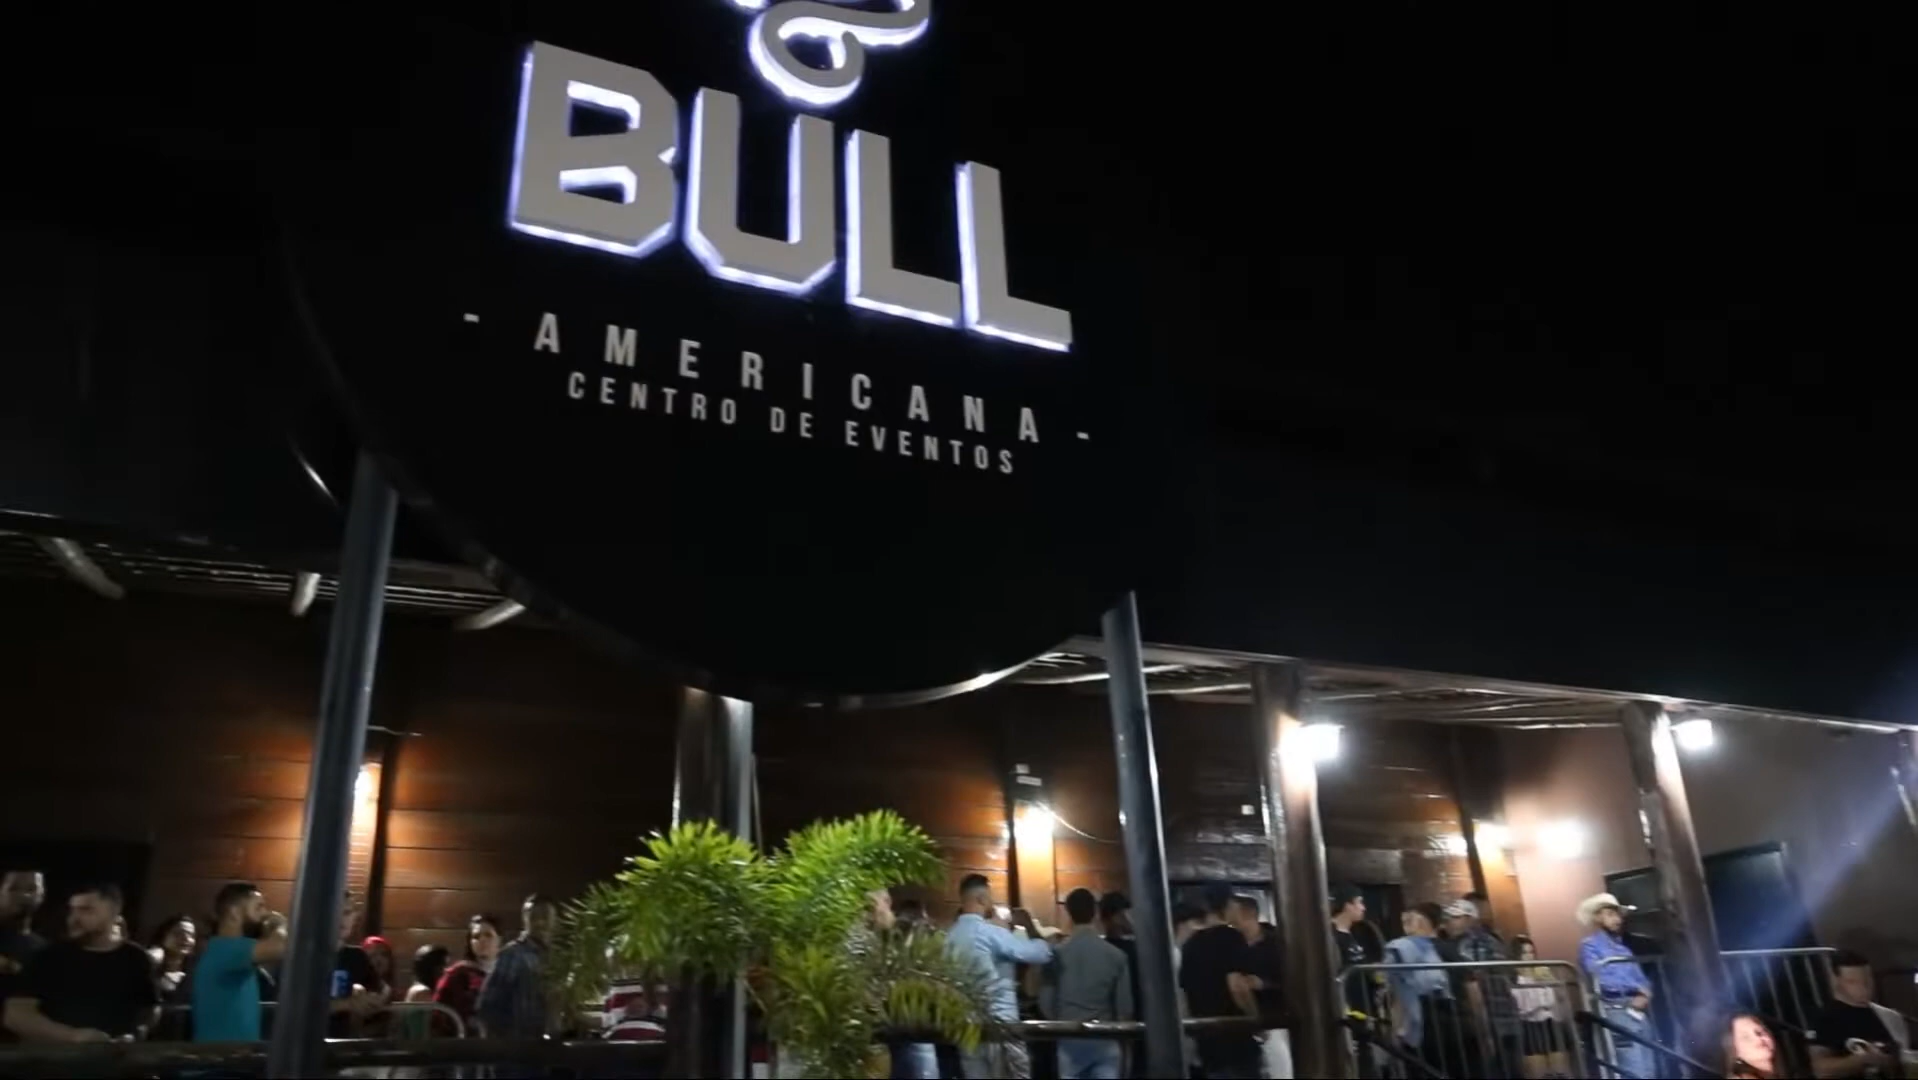 BULL
- AMERICANA -
CENTRO DE EVENTOS